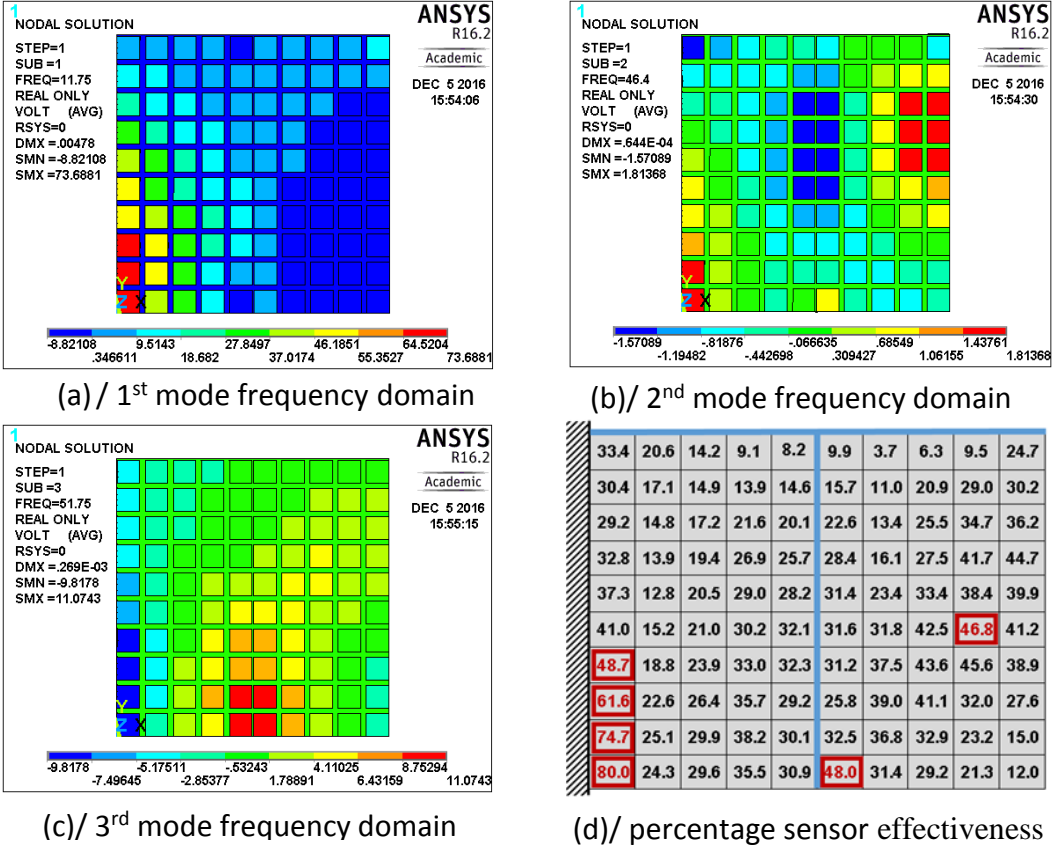 1
NODAL SOLUTION
STEP=1
SUB =1
FREQ=11.75
REAL ONLY
VOLT (AVG)
RSYS=0
DMX =.00478
SMN =-8.82108
SMX =73.6881
ANSYS
R16.2
Academic
DEC 5 2016
15:54:06
Y
Z X
-8.82108 9.5143 27.8497 46.1851 64.5204
.346611 18.682 37.0174 55.3527 73.6881
(a) / 1st mode frequency domain
1
NODAL SOLUTION
STEP=1
SUB =2
FREQ=46.4
REAL ONLY
VOLT (AVG)
RSYS=0
DMX =.644E-04
SMN =-1.57089
SMX =1.81368
ANSYS
R16.2
Academic
DEC 5 2016
15:54:30
Y
Z X
-1.57089 -.81876 -.066635 .68549 1.43761
-1.19482 -.442698 .309427 1.06155 1.81368
(b)/ 2nd mode frequency domain
1
NODAL SOLUTION
STEP=1
SUB =3
FREQ=51.75
REAL ONLY
VOLT (AVG)
RSYS=0
DMX =.269E-03
SMN =-9.8178
SMX =11.0743
ANSYS
R16.2
Academic
DEC 5 2016
15:55:15
Y
Z X
-9.8178 -5.17511 -.53243 4.11025 8.75294
-7.49645 -2.85377 1.78891 6.43159 11.0743
(c)/ 3rd mode frequency domain
33.4 20.6 14.2 9.1 8.2 9.9 3.7 6.3 9.5 24.7
30.4 17.1 14.9 13.9 14.6 15.7 11.0 20.9 29.0 30.2
29.2 14.8 17.2 21.6 20.1 22.6 13.4 25.5 34.7 36.2
32.8 13.9 19.4 26.9 25.7 28.4 16.1 27.5 41.7 44.7
37.3 12.8 20.5 29.0 28.2 31.4 23.4 33.4 38.4 39.9
41.0 15.2 21.0 30.2 32.1 31.6 31.8 42.5 46.8 41.2
48.7 18.8 23.9 33.0 32.3 31.2 37.5 43.6 45.6 38.9
61.6 22.6 26.4 35.7 29.2 25.8 39.0 41.1 32.0 27.6
74.7 25.1 29.9 38.2 30.1 32.5 36.8 32.9 23.2 15.0
80.0 24.3 29.6 35.5 30.9 48.0 31.4 29.2 21.3 12.0
(d)/ percentage sensor effectiveness